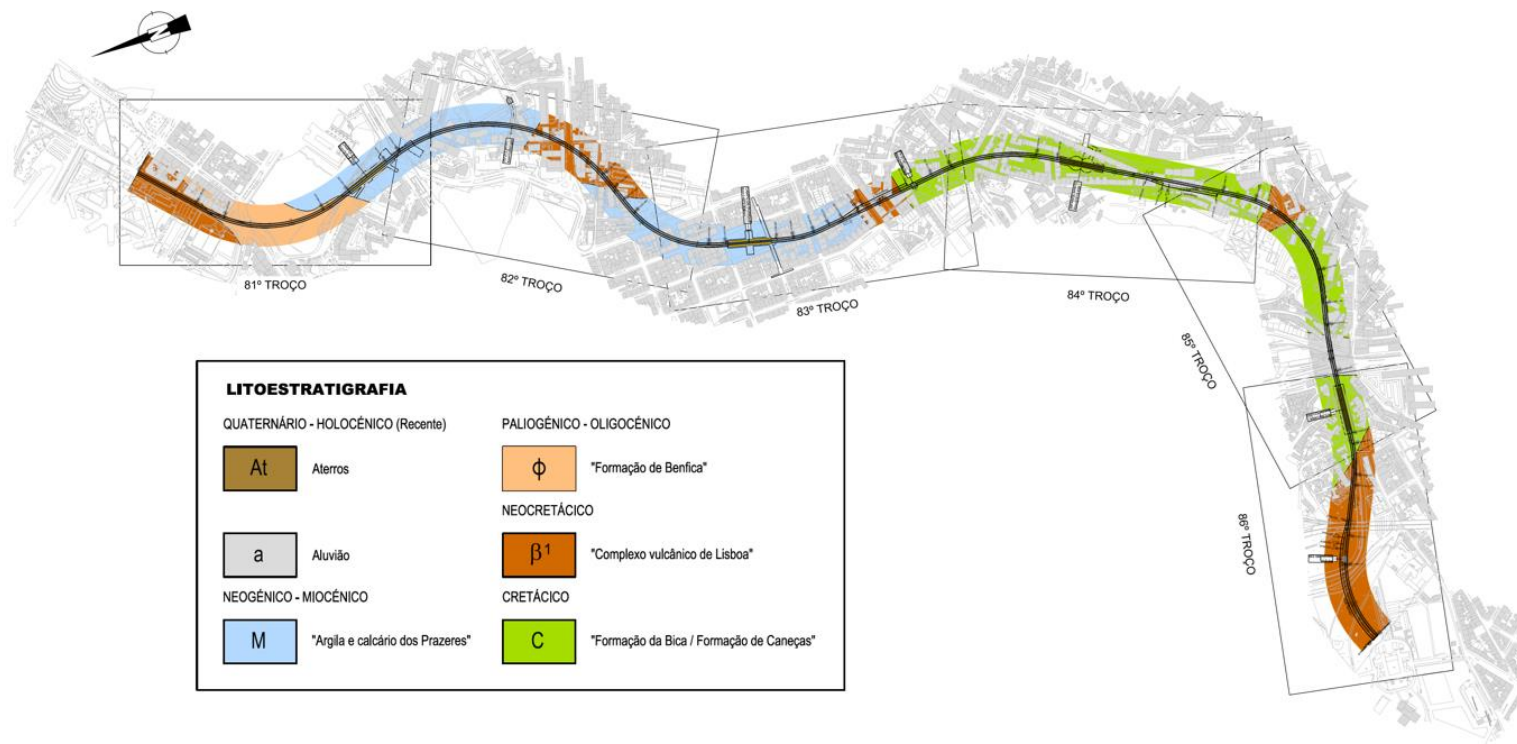 N
81º TROÇO
82º TROÇO
83º TROÇO
84º TROÇO
85º TROÇO
86º TROÇO
LITOESTRATIGRAFIA
QUATERNÁRIO - HOLOCÉNICO (Recente)
At Aterros
a Aluvião
NEOGÉNICO - MIOCÉNICO
M "Argila e calcário dos Prazeres"
PALIOGÉNICO - OLIGOCÉNICO
ϕ "Formação de Benfica"
NEOCRETÁCICO
β¹ "Complexo vulcânico de Lisboa"
CRETÁCICO
C "Formação da Bica / Formação de Caneças"